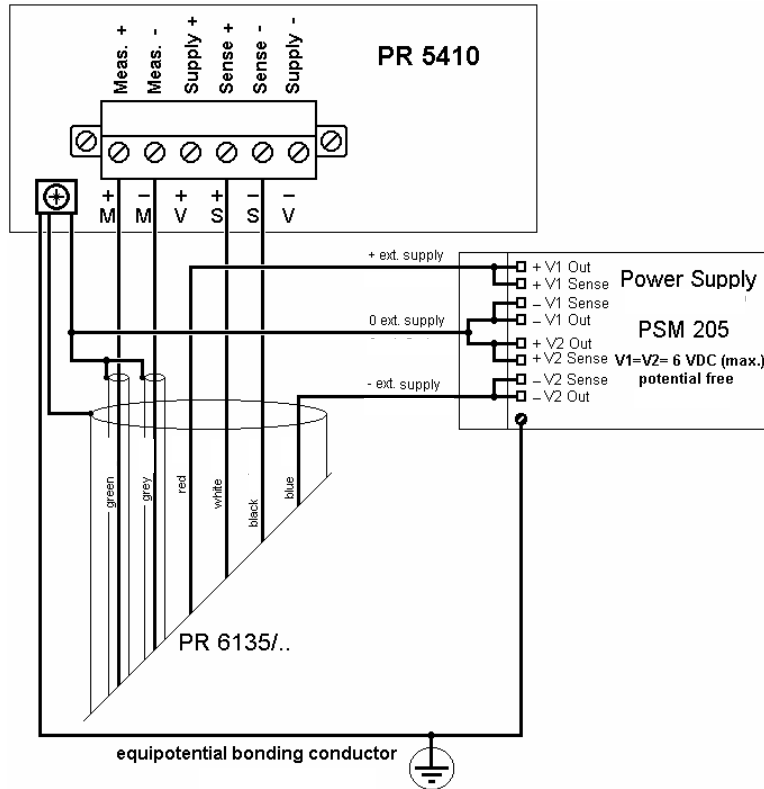 PR 5410
Meas. +
Meas. -
Supply +
Sense +
Sense -
Supply -
+ − + + − −
M M V S S V
+ ext. supply
0 ext. supply
- ext. supply
+ V1 Out
+ V1 Sense
− V1 Sense
− V1 Out
+ V2 Out
+ V2 Sense
− V2 Sense
− V2 Out
Power Supply
PSM 205
V1=V2= 6 VDC (max.)
potential free
green
grey
red
white
black
blue
PR 6135/..
equipotential bonding conductor